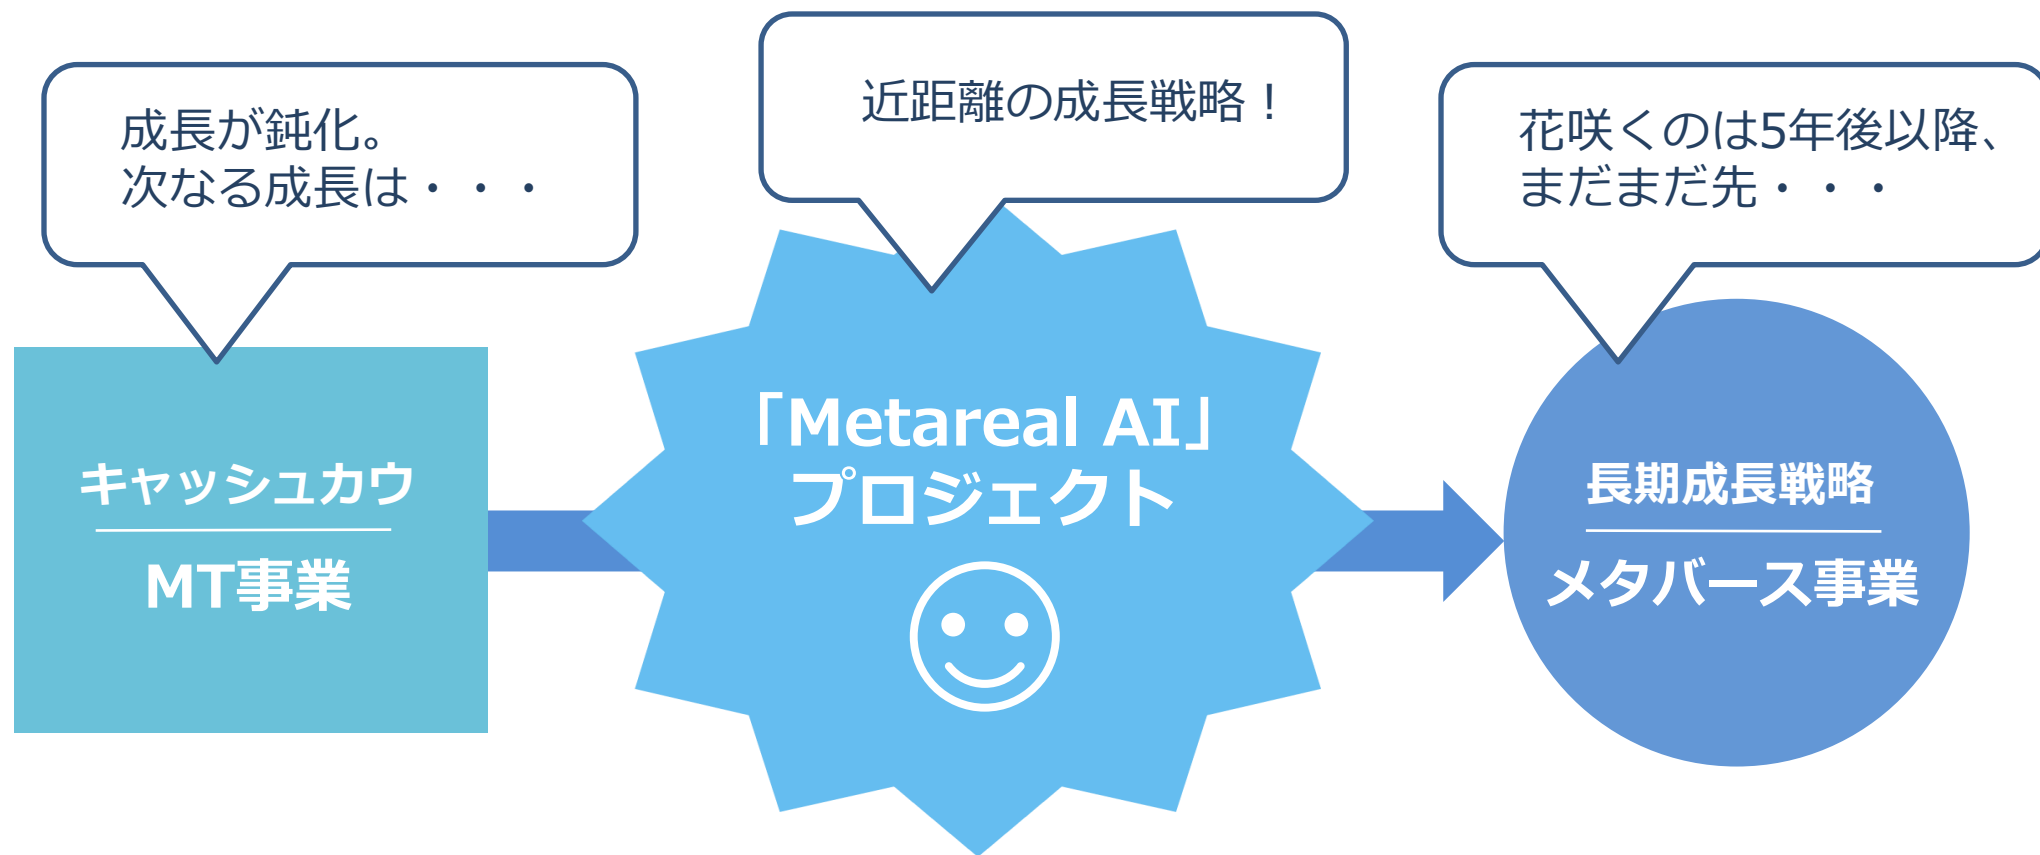 成長が鈍化。
次なる成長は・・・
近距離の成長戦略！
花咲くのは5年後以降、
まだまだ先・・・
キャッシュカウ
MT事業
「Metareal AI」
プロジェクト
長期成長戦略
メタバース事業